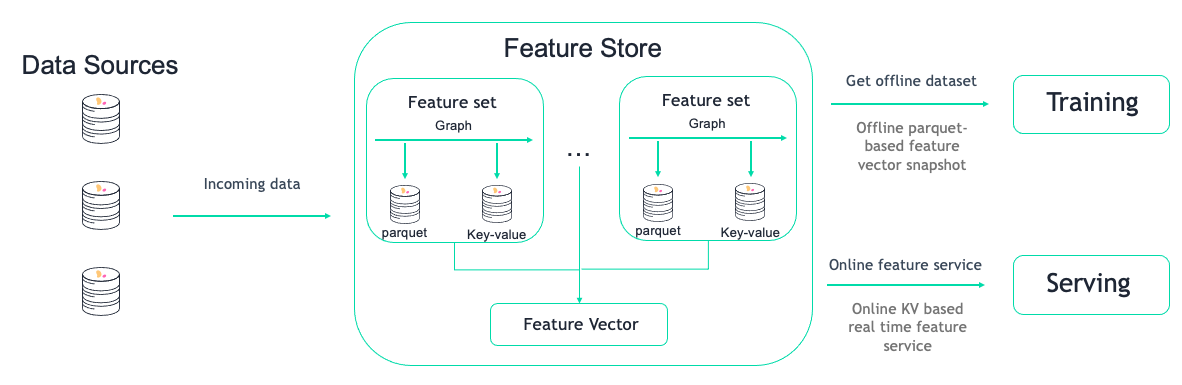 Data Sources
Incoming data
Feature Store
Feature set
Graph
parquet
Key-value
...
Feature set
Graph
parquet
Key-value
Feature Vector
Get offline dataset
Offline parquet-
based feature
vector snapshot
Training
Online feature service
Online KV based
real time feature
service
Serving